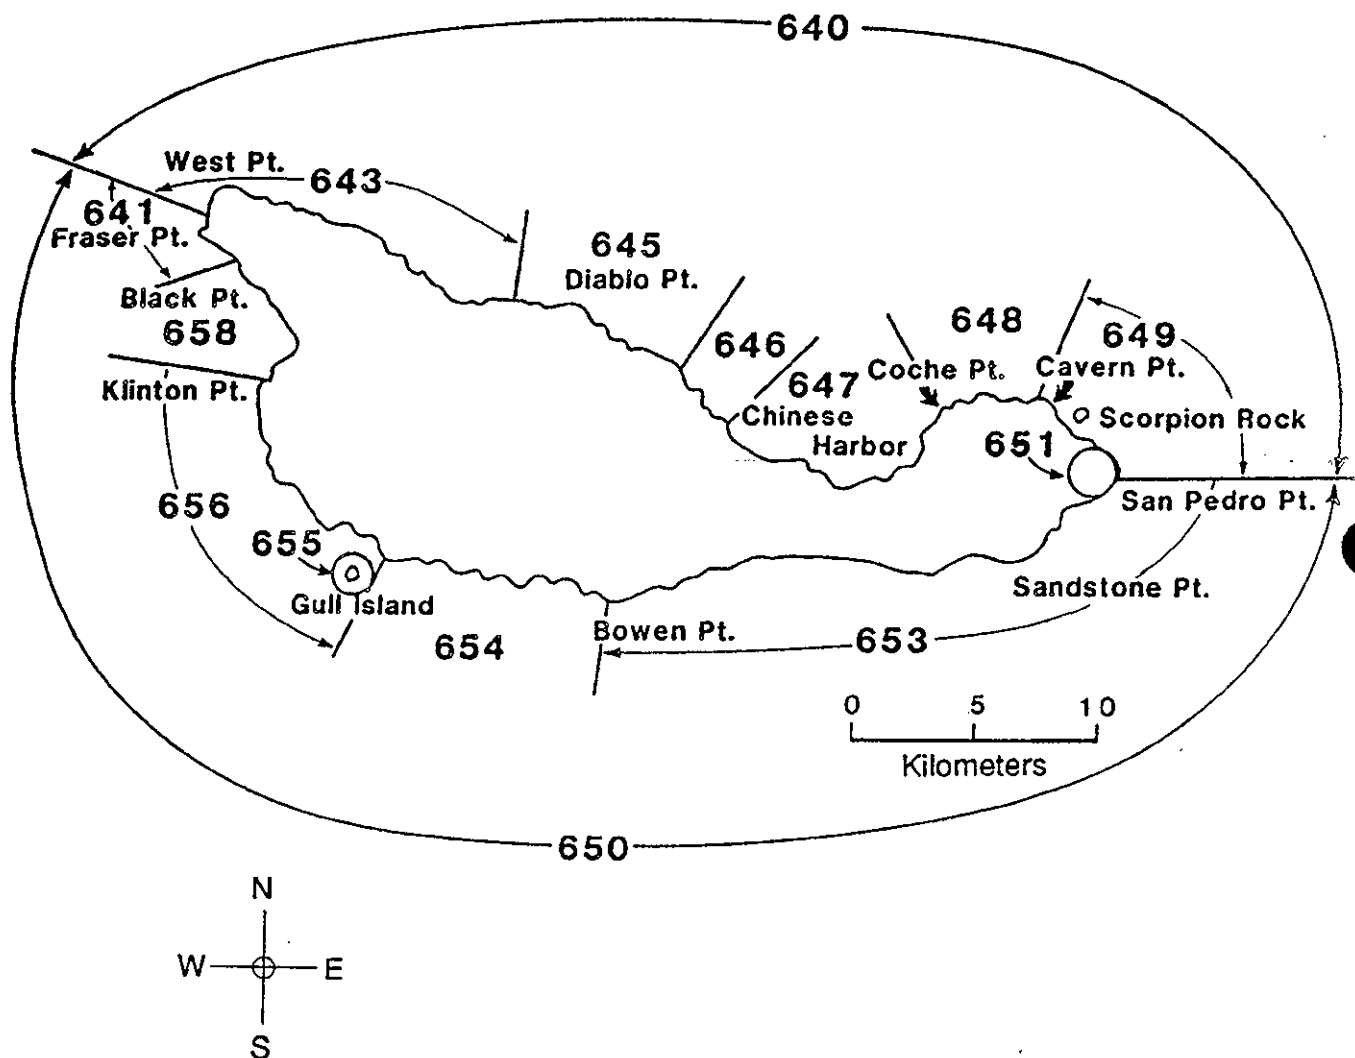 640
West Pt.
643
641
Fraser Pt.
645
Diablo Pt.
Black Pt.
658
646
648
649
Klinton Pt.
647
Coche Pt.
Cavern Pt.
Chinese
Harbor
Scorpion Rock
651
San Pedro Pt.
656
655
Gull Island
Sandstone Pt.
Bowen Pt.
654
653
0 5 10
Kilometers
650
N
W E
S